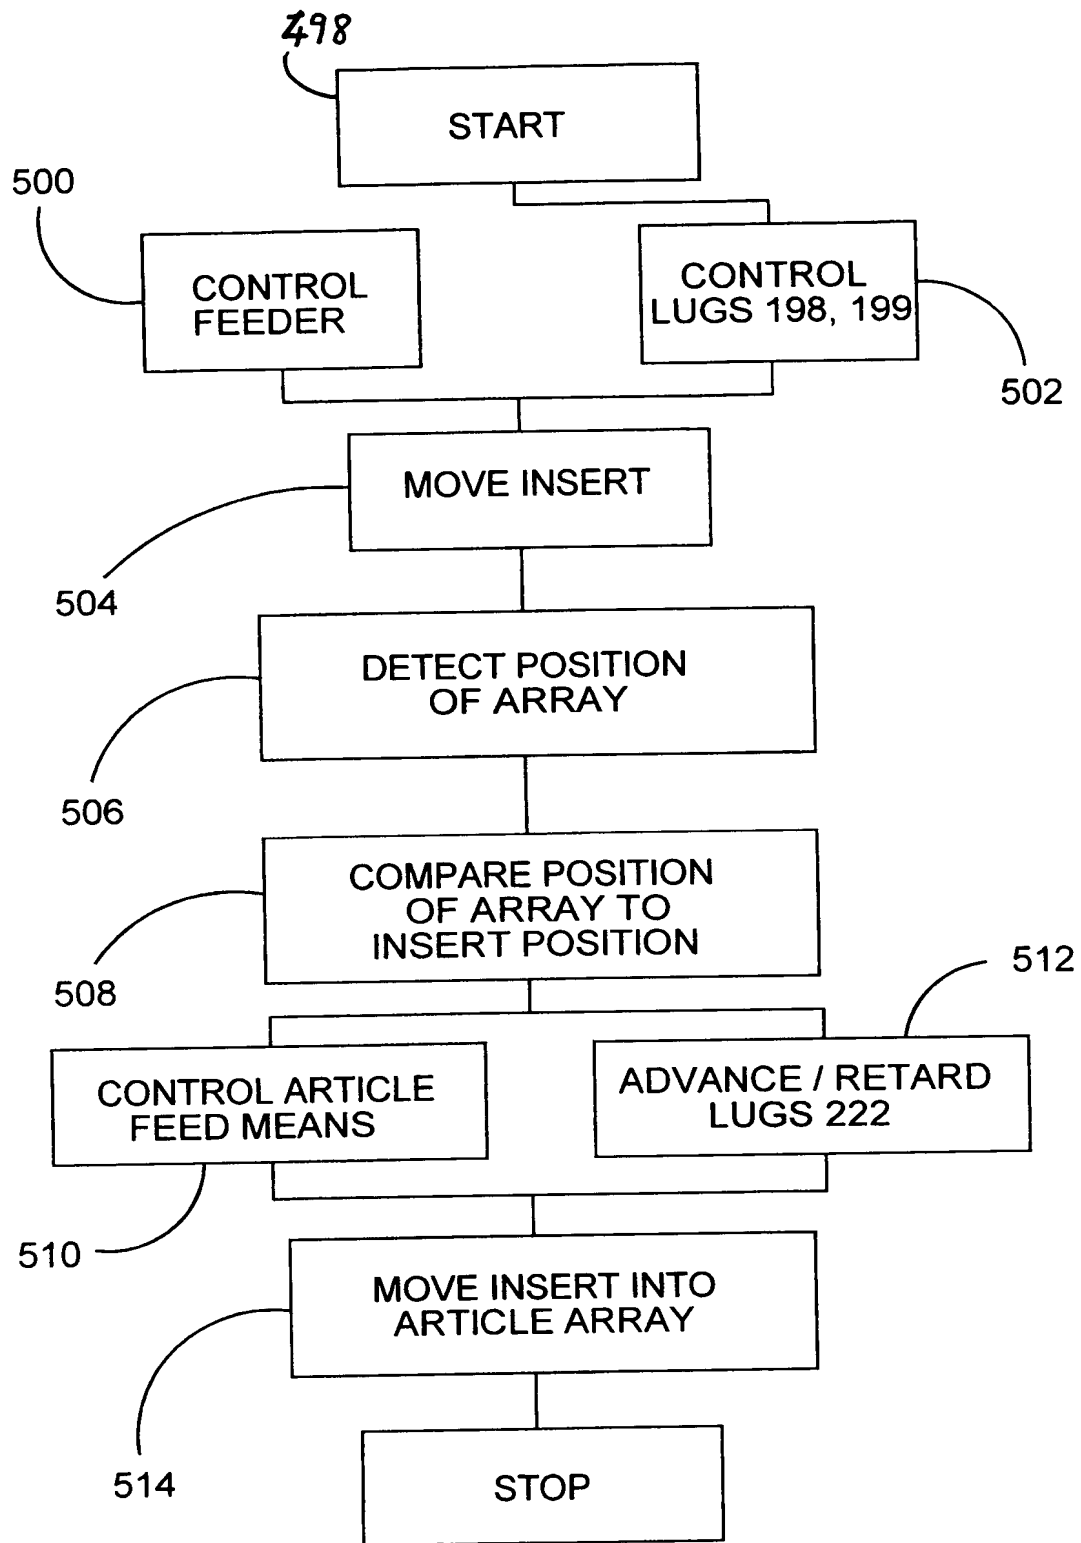 498
START
500
CONTROL
FEEDER
CONTROL
LUGS 198, 199
502
MOVE INSERT
504
DETECT POSITION
OF ARRAY
506
COMPARE POSITION
OF ARRAY TO
INSERT POSITION
508
512
CONTROL ARTICLE
FEED MEANS
ADVANCE / RETARD
LUGS 222
510
MOVE INSERT INTO
ARTICLE ARRAY
514
STOP